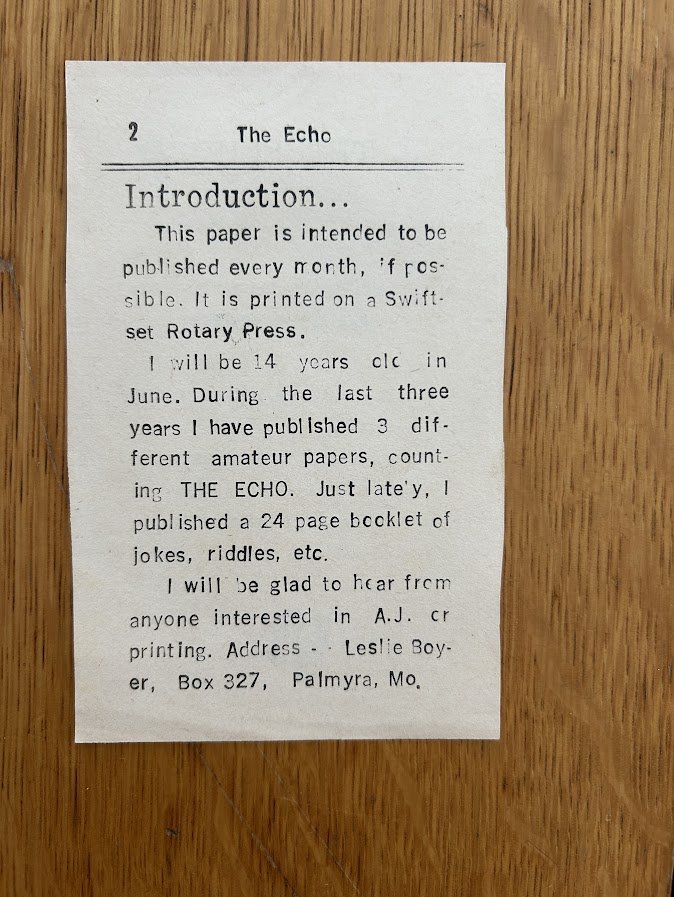 2 The Echo
Introduction...
This paper is intended to be
published every month, if pos-
sible. It is printed on a Swift-
set Rotary Press.
I will be 14 years old in
June. During the last three
years I have published 3 dif-
ferent amateur papers, count-
ing THE ECHO. Just late'y, I
published a 24 page booklet of
jokes, riddles, etc.
I will be glad to hear from
anyone interested in A.J. or
printing. Address - - Leslie Boy-
er, Box 327, Palmyra, Mo.